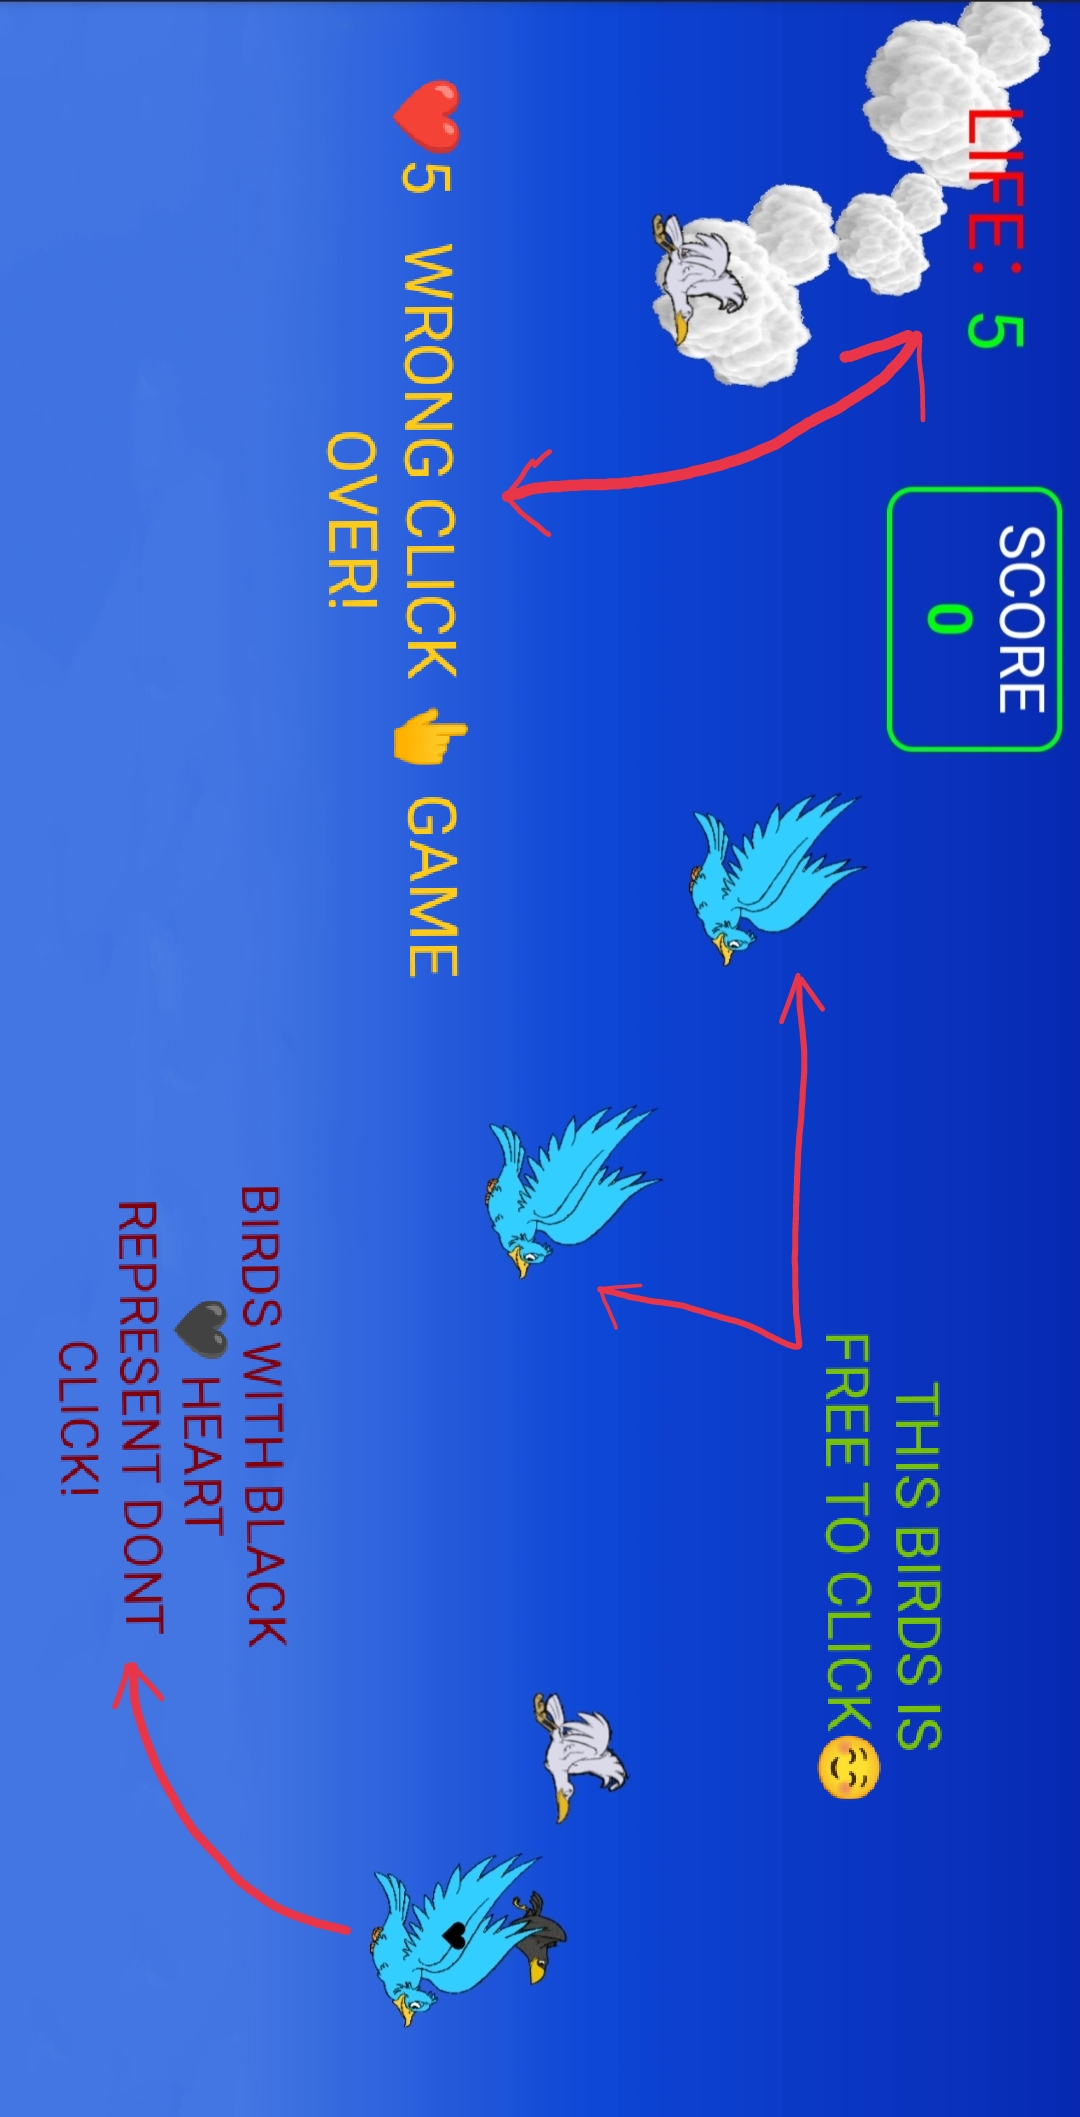 LIFE: 5
SCORE
0
THIS BIRDS IS
FREE TO CLICK😊
❤️5 WRONG CLICK 👆 GAME
OVER!
BIRDS WITH BLACK
🖤 HEART
REPRESENT DONT
CLICK!